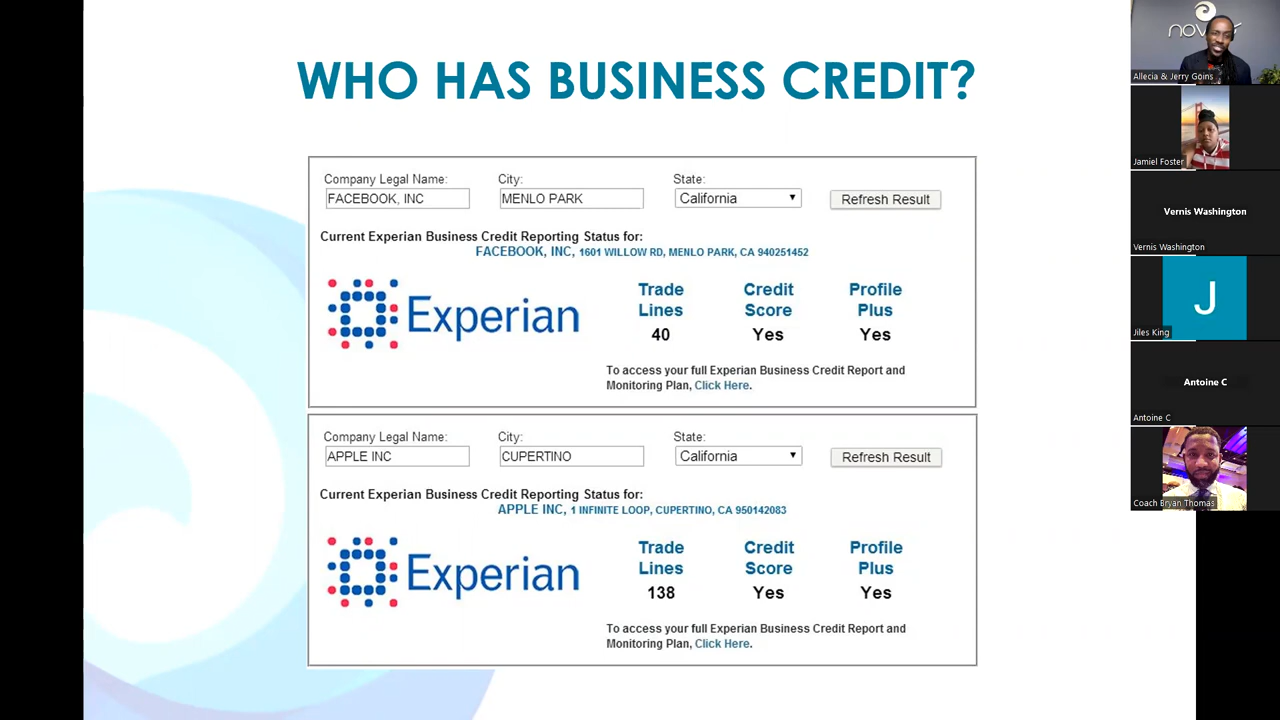 WHO HAS BUSINESS CREDIT?
Company Legal Name: City: State:
FACEBOOK, INC MENLO PARK California Refresh Result
Current Experian Business Credit Reporting Status for:
FACEBOOK, INC, 1601 WILLOW RD, MENLO PARK, CA 940251452
Experian
Trade Lines
Credit Score
Profile Plus
40 Yes Yes
To access your full Experian Business Credit Report and
Monitoring Plan, Click Here.
Company Legal Name: City: State:
APPLE INC CUPERTINO California Refresh Result
Current Experian Business Credit Reporting Status for:
APPLE INC, 1 INFINITE LOOP, CUPERTINO, CA 950142083
Experian
Trade Lines
Credit Score
Profile Plus
138 Yes Yes
To access your full Experian Business Credit Report and
Monitoring Plan, Click Here.
Allecia & Jerry Goins
Jamiel Foster
Vernis Washington
Vernis Washington
J
Jiles King
Antoine C
Antoine C
Coach Bryan Thomas